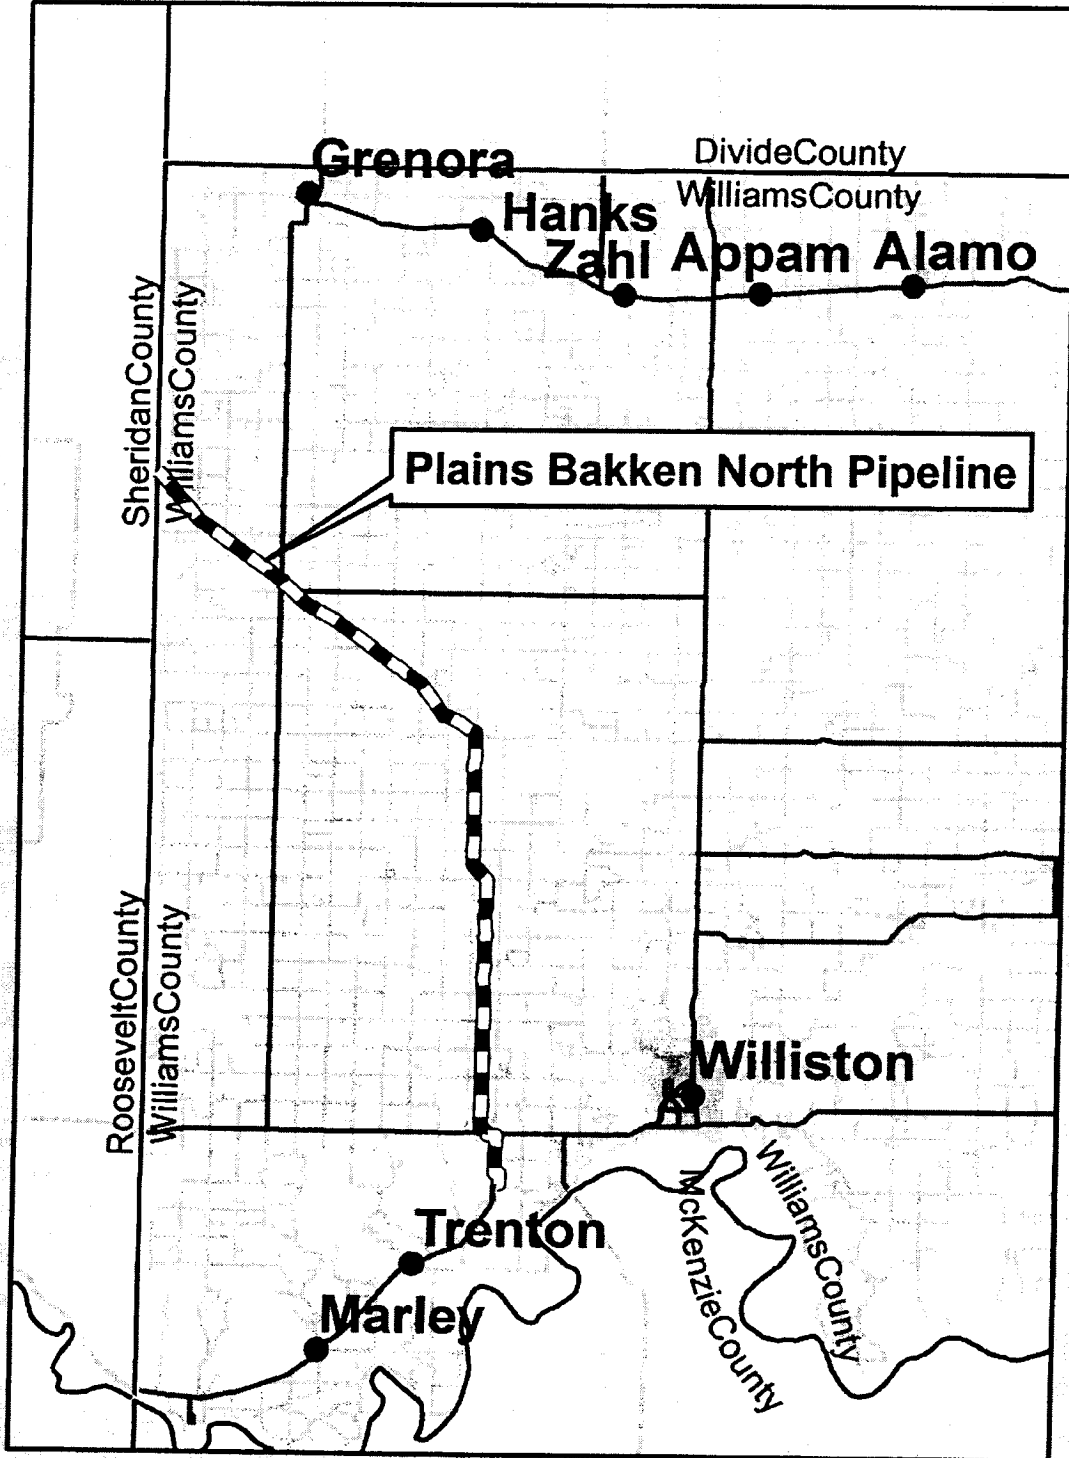 DivideCounty
Grenora
WilliamsCounty
Hanks
Zahl
Appam
Alamo
SheridanCounty
WilliamsCounty
Plains Bakken North Pipeline
RooseveltCounty
WilliamsCounty
Williston
WilliamsCounty
McKenzieCounty
Trenton
Marley